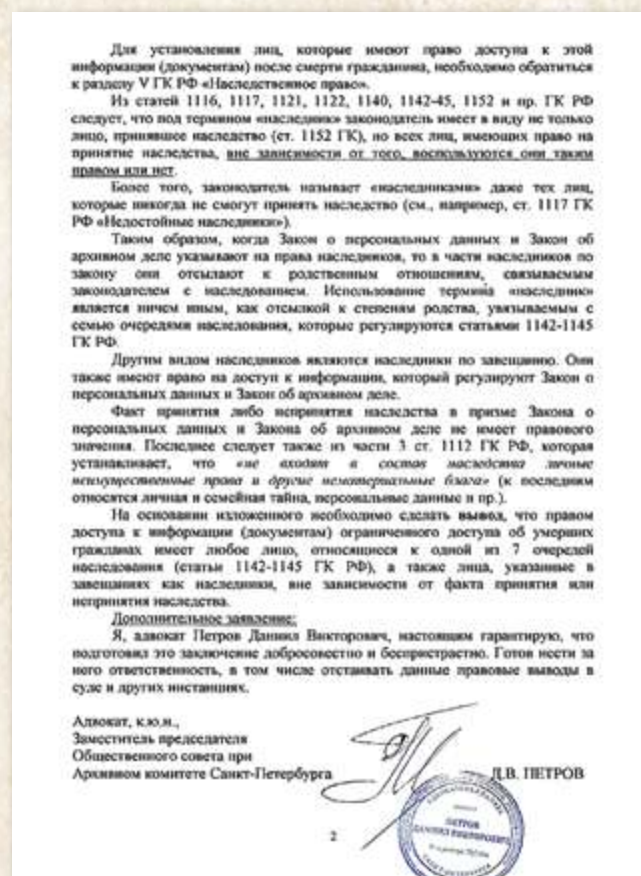 Для установления лиц, которые имеют право доступа к этой
информации (документам) после смерти гражданина, необходимо обратиться
к разделу V ГК РФ «Наследственное право».
Из статей 1116, 1117, 1121, 1122, 1140, 1142-45, 1152 и пр. ГК РФ
следует, что под термином «наследник» законодатель имеет в виду не только
лицо, принявшее наследство (ст. 1152 ГК), но всех лиц, имеющих право на
принятие наследства, вне зависимости от того, воспользуются они таким
правом или нет.
Более того, законодатель называет «наследниками» даже тех лиц,
которые никогда не смогут принять наследство (см., например, ст. 1117 ГК
РФ «Недостойные наследники»).
Таким образом, когда Закон о персональных данных и Закон об
архивном деле указывают на права наследников, то в части наследников по
закону они отсылают к родственным отношениям, связываемым
законодателем с наследованием. Использование термина «наследник»
является ничем иным, как отсылкой к степеням родства, увязываемым с
семью очередями наследования, которые регулируются статьями 1142-1145
ГК РФ.
Другим видом наследников являются наследники по завещанию. Они
также имеют право на доступ к информации, который регулируют Закон о
персональных данных и Закон об архивном деле.
Факт принятия либо непринятия наследства в призме Закона о
персональных данных и Закона об архивном деле не имеет правового
значения. Последнее следует также из части 3 ст. 1112 ГК РФ, которая
устанавливает, что «не входят в состав наследства личные
неимущественные права и другие нематериальные блага» (к последним
относятся личная и семейная тайна, персональные данные и пр.).
На основании изложенного необходимо сделать вывод, что правом
доступа к информации (документам) ограниченного доступа об умерших
гражданах имеет любое лицо, относящееся к одной из 7 очередей
наследования (статьи 1142-1145 ГК РФ), а также лица, указанные в
завещаниях как наследники, вне зависимости от факта принятия или
непринятия наследства.
Дополнительное заявление:
Я, адвокат Петров Даниил Викторович, настоящим гарантирую, что
подготовил это заключение добросовестно и беспристрастно. Готов нести за
него ответственность, в том числе отстаивать данные правовые выводы в
суде и других инстанциях.
Адвокат, к.ю.н.,
Заместитель председателя
Общественного совета при
Архивном комитете Санкт-Петербурга
Д.В. ПЕТРОВ
ПЕТРОВ
ДАНИИЛ ВИКТОРОВИЧ
САНКТ-ПЕТЕРБУРГ
2